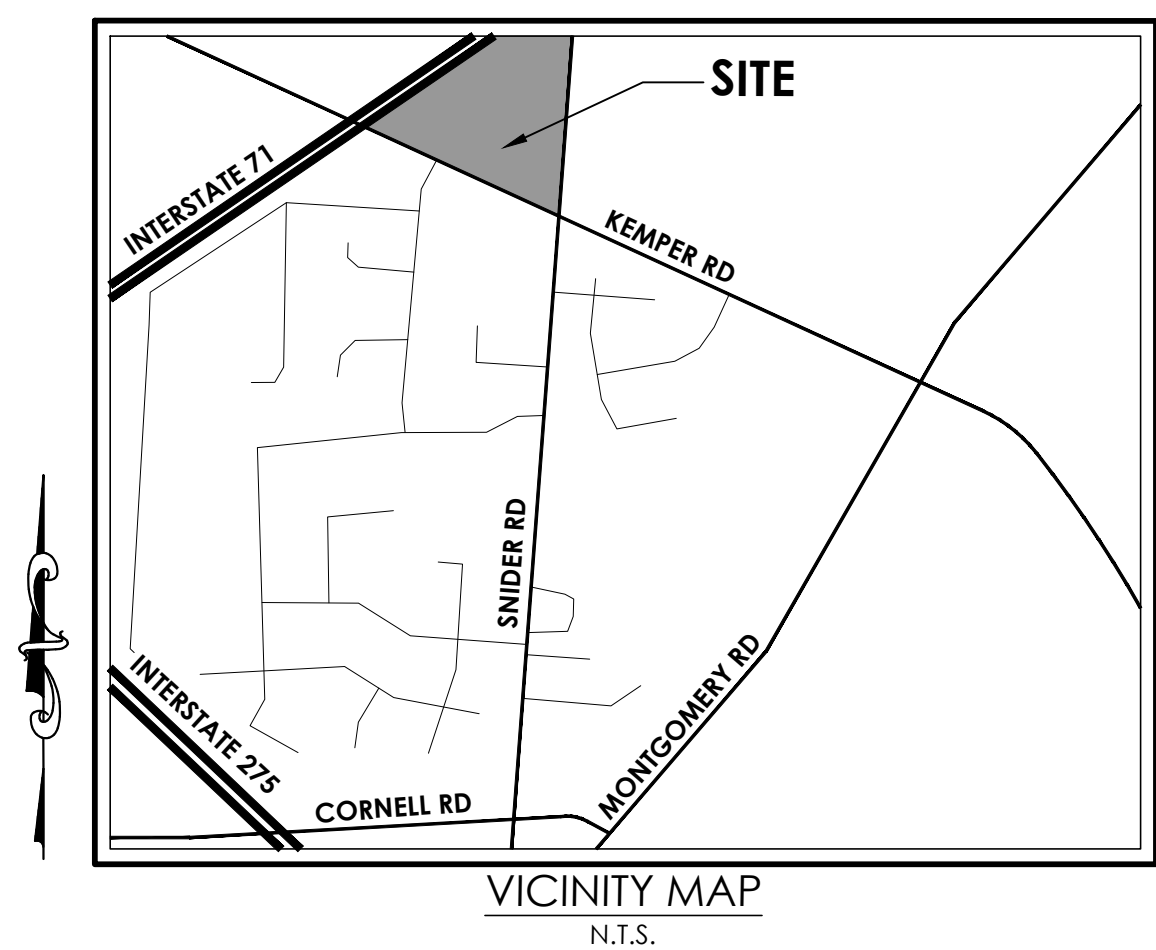 SITE
INTERSTATE 71
KEMPER RD
SNIDER RD
INTERSTATE 275
MONTGOMERY RD
CORNELL RD
VICINITY MAP
N.T.S.